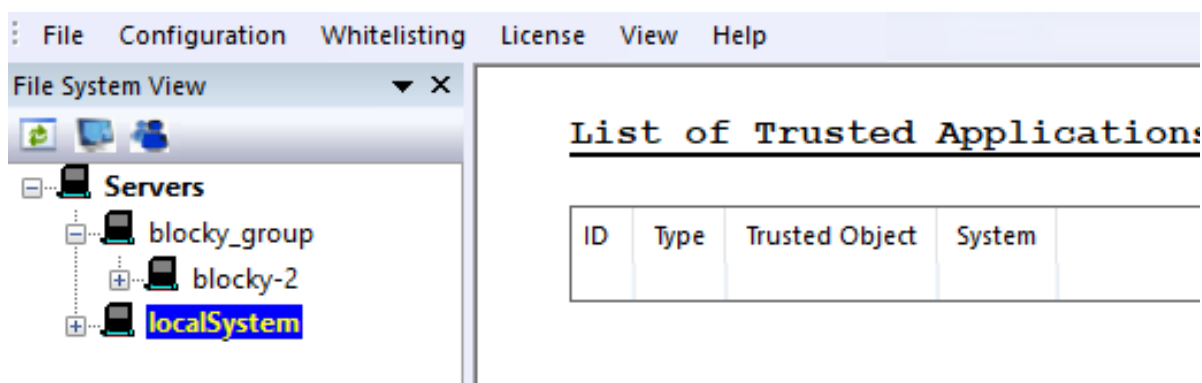 File Configuration Whitelisting License View Help
File System View
List of Trusted Applications
Servers
blocky_group
blocky-2
localSystem
ID Type Trusted Object System